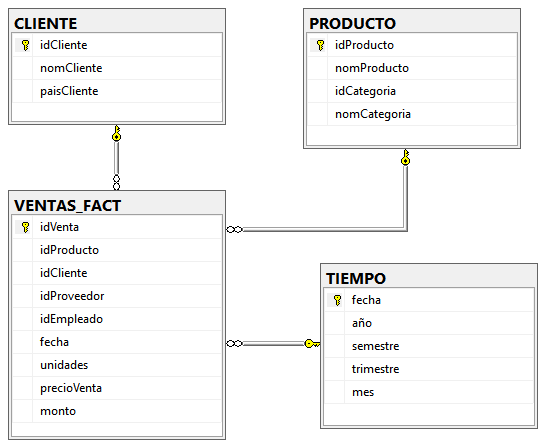 CLIENTE
idCliente
nomCliente
paisCliente
PRODUCTO
idProducto
nomProducto
idCategoria
nomCategoria
VENTAS_FACT
idVenta
idProducto
idCliente
idProveedor
idEmpleado
fecha
unidades
precioVenta
monto
TIEMPO
fecha
año
semestre
trimestre
mes